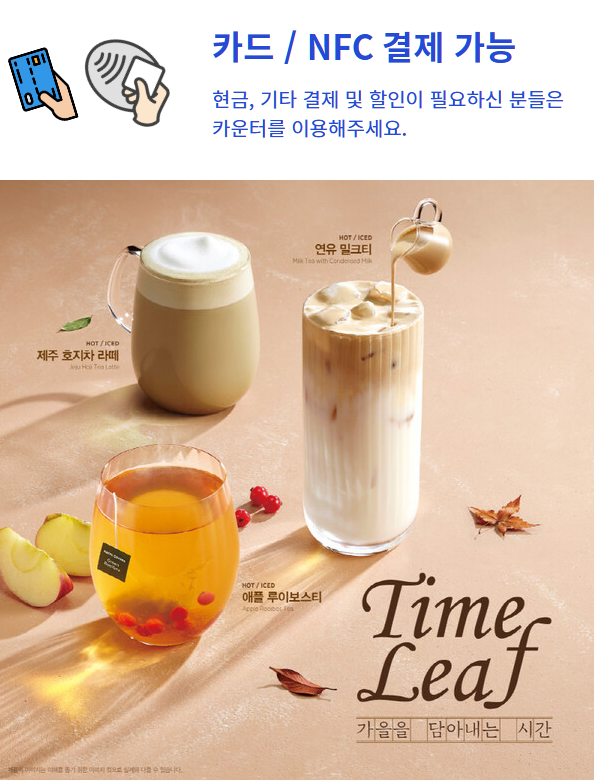 카드 / NFC 결제 가능
현금, 기타 결제 및 할인이 필요하신 분들은
카운터를 이용해주세요.
HOT / ICED
연유 밀크티
Milk Tea with Condensed Milk
HOT / ICED
제주 호지차 라떼
Jeju Hoji Tea Latte
HOT / ICED
애플 루이보스티
Apple Rooibos Tea
Time
Leaf
가을을 담아내는 시간